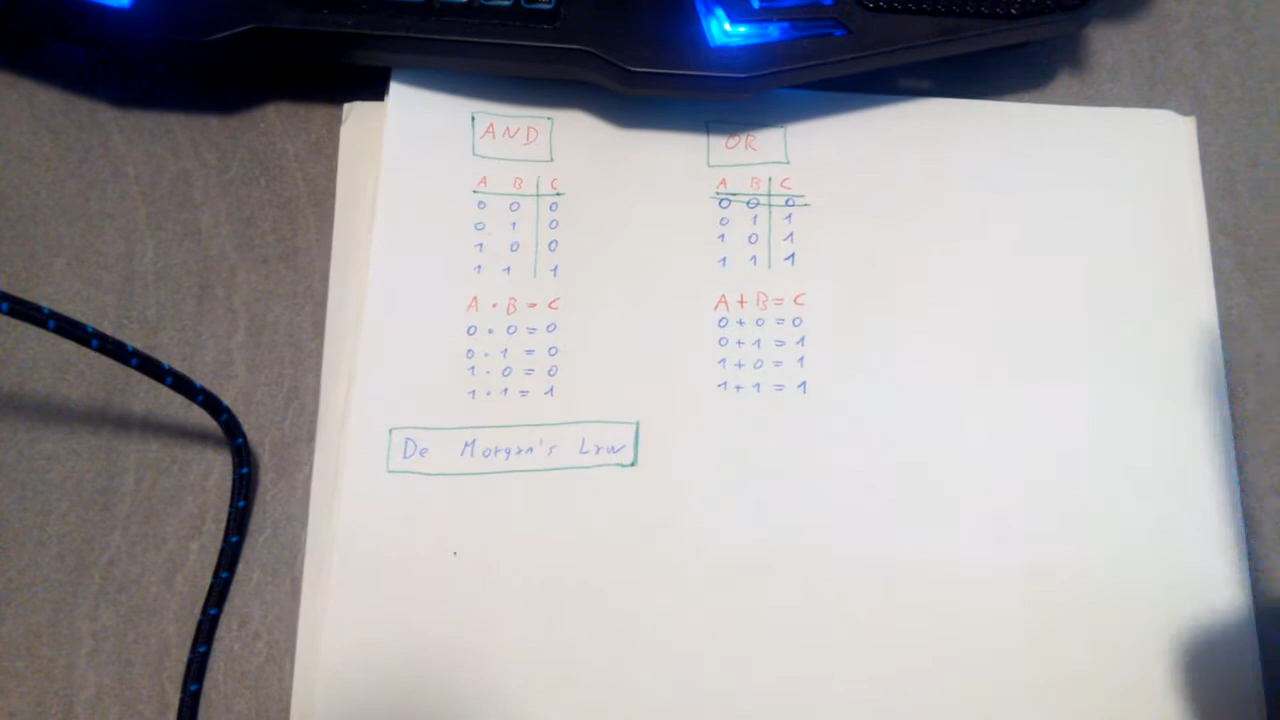 AND
A B C
0 0 0
0 1 0
1 0 0
1 1 1
A · B = C
0 · 0 = 0
0 · 1 = 0
1 · 0 = 0
1 · 1 = 1
OR
A B C
0 0 0
0 1 1
1 0 1
1 1 1
A + B = C
0 + 0 = 0
0 + 1 = 1
1 + 0 = 1
1 + 1 = 1
De Morgan's Law